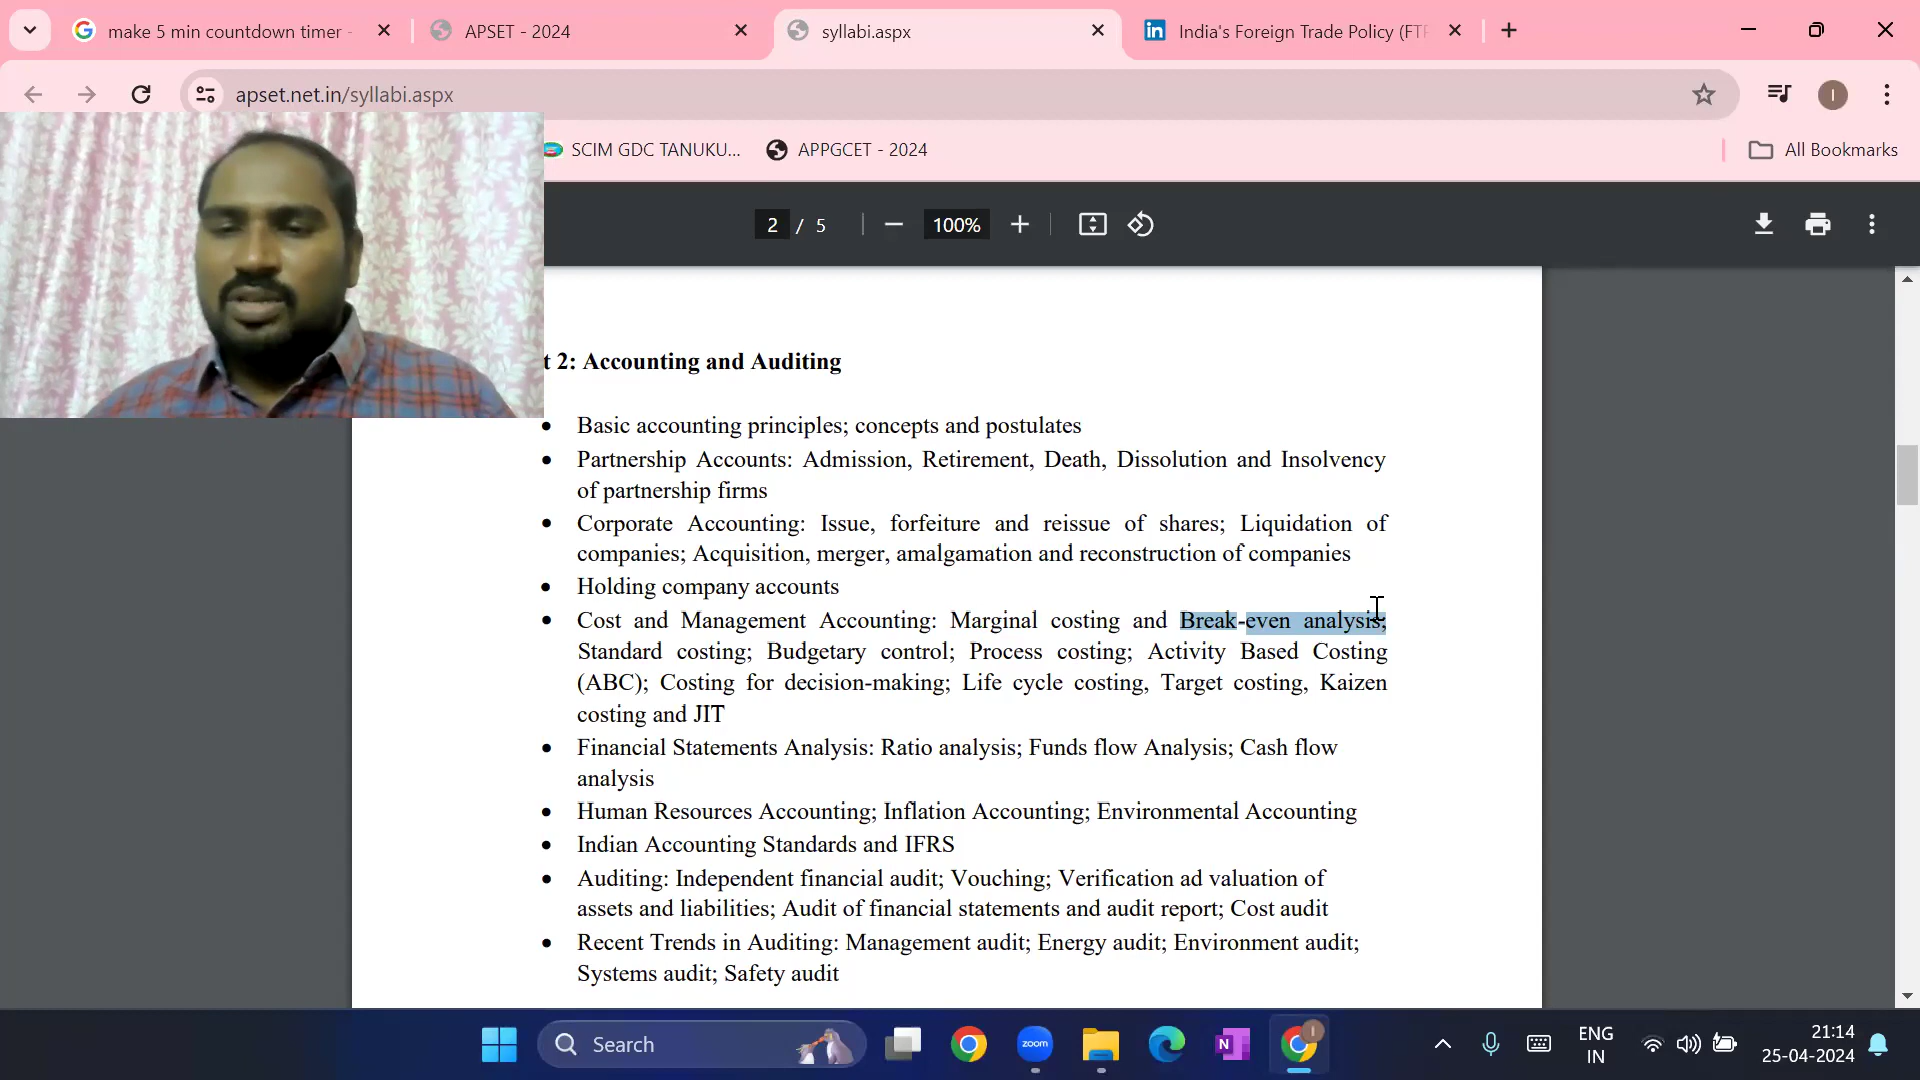 make 5 min countdown timer -
APSET - 2024
syllabi.aspx
India's Foreign Trade Policy (FTP
apset.net.in/syllabi.aspx
I
SCIM GDC TANUKU...
APPGCET - 2024
All Bookmarks
2 / 5
100%
t 2: Accounting and Auditing
• Basic accounting principles; concepts and postulates
• Partnership Accounts: Admission, Retirement, Death, Dissolution and Insolvency
of partnership firms
• Corporate Accounting: Issue, forfeiture and reissue of shares; Liquidation of
companies; Acquisition, merger, amalgamation and reconstruction of companies
• Holding company accounts
• Cost and Management Accounting: Marginal costing and Break-even analysis;
Standard costing; Budgetary control; Process costing; Activity Based Costing
(ABC); Costing for decision-making; Life cycle costing, Target costing, Kaizen
costing and JIT
• Financial Statements Analysis: Ratio analysis; Funds flow Analysis; Cash flow
analysis
• Human Resources Accounting; Inflation Accounting; Environmental Accounting
• Indian Accounting Standards and IFRS
• Auditing: Independent financial audit; Vouching; Verification ad valuation of
assets and liabilities; Audit of financial statements and audit report; Cost audit
• Recent Trends in Auditing: Management audit; Energy audit; Environment audit;
Systems audit; Safety audit
Search
zoom
N
I
ENG
IN
21:14
25-04-2024